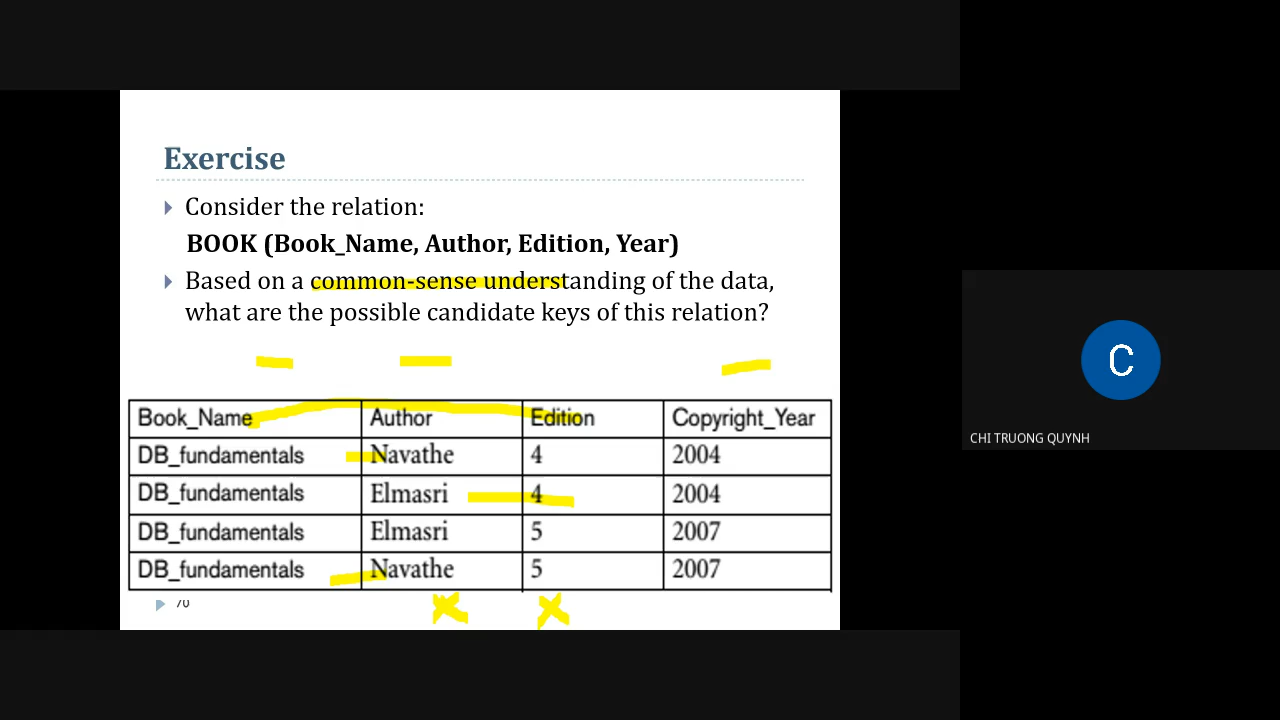 Exercise
Consider the relation:
BOOK (Book_Name, Author, Edition, Year)
Based on a common-sense understanding of the data,
what are the possible candidate keys of this relation?
Book_Name Author Edition Copyright_Year
DB_fundamentals Navathe 4 2004
DB_fundamentals Elmasri 4 2004
DB_fundamentals Elmasri 5 2007
DB_fundamentals Navathe 5 2007
70
C
CHI TRUONG QUYNH